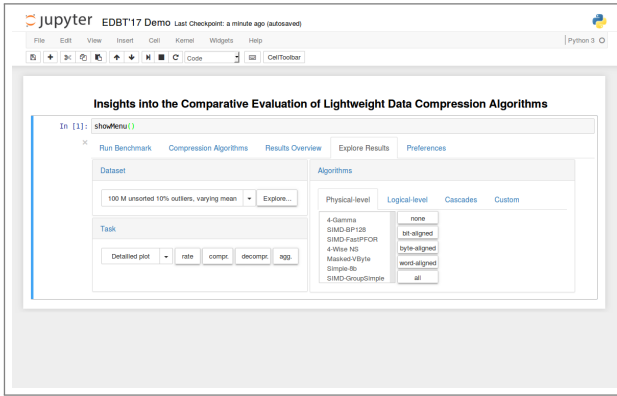 jupyter EDBT'17 Demo Last Checkpoint: a minute ago (autosaved)
File Edit View Insert Cell Kernel Widgets Help Python 3
Code CellToolbar
Insights into the Comparative Evaluation of Lightweight Data Compression Algorithms
In [1]: showMenu()
Run Benchmark Compression Algorithms Results Overview Explore Results Preferences
Dataset
100 M unsorted 10% outliers, varying mean Explore...
Task
Detailled plot rate compr. decompr. agg.
Algorithms
Physical-level Logical-level Cascades Custom
4-Gamma
SIMD-BP128
SIMD-FastPFOR
4-Wise NS
Masked-VByte
Simple-8b
SIMD-GroupSimple
none
bit-aligned
byte-aligned
word-aligned
all